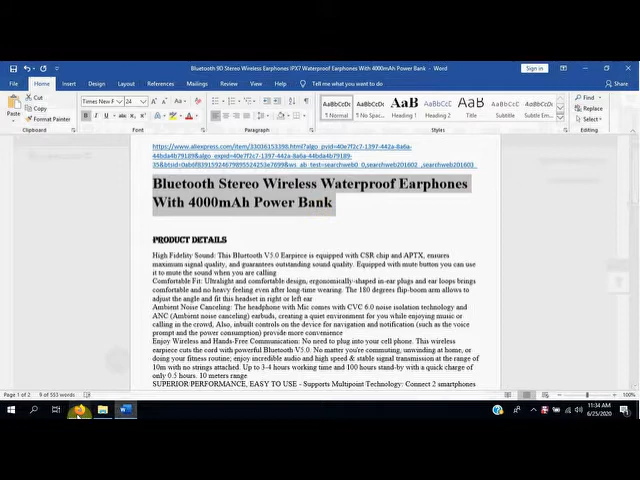 Bluetooth 9D Stereo Wireless Earphones IPX7 Waterproof Earphones With 4000mAh Power Bank - Word
Sign in
File Home Insert Design Layout References Mailings Review View Help Tell me what you want to do
Cut
Copy
Format Painter
Paste
Clipboard
Times New R 24
Font
Paragraph
AaBbCcDc AaBbCcDc AaBb AaBbCc AaBb AaBbCcD
Normal No Spac... Heading Heading 2 Title Subtitle Subtle Em...
Styles
Find
Replace
Select
Editing
Bluetooth Stereo Wireless Waterproof Earphones
With 4000mAh Power Bank
PRODUCT DETAILS
High Fidelity Sound: This Bluetooth V5.0 Earpiece is equipped with CSR chip and APTX, ensures
maximum signal quality, and guarantees outstanding sound quality. Equipped with mute button you can use
it to mute the sound when you are calling
Comfortable Fit: Ultralight and comfortable design, ergonomically-shaped in-ear plugs and ear loops brings
comfortable and no heavy feeling even after long-time wearing. The 180 degrees flip-boom arm allows to
adjust the angle and fit this headset in right or left ear
Ambient Noise Canceling: The headphone with Mic comes with CVC 6.0 noise isolation technology and
ANC (Ambient noise canceling) earbuds, creating a quiet environment for you while enjoying music or
calling in the crowd, Also, inbuilt controls on the device for navigation and notification (such as the voice
prompt and the power consumption) provide more convenient
Enjoy Wireless and Hands-Free Communication: No need to plug into your cell phone. This wireless
earpiece cuts the cord with powerful Bluetooth V5.0. No matter you're commuting, unwinding at home, or
doing your fitness routine; enjoy incredible audio and high speed & stable signal transmission at the range of
10m with no strings attached. Up to 3-4 hours working time and 100 hours stand-by with a quick charge of
only 0.5 hours. 10 meters range
SUPERIOR PERFORMANCE, EASY TO USE - Supports Multipoint Technology: Connect 2 smartphones
Page 1 of 2 9 of 553 words
100%
11:34 AM
6/25/2020